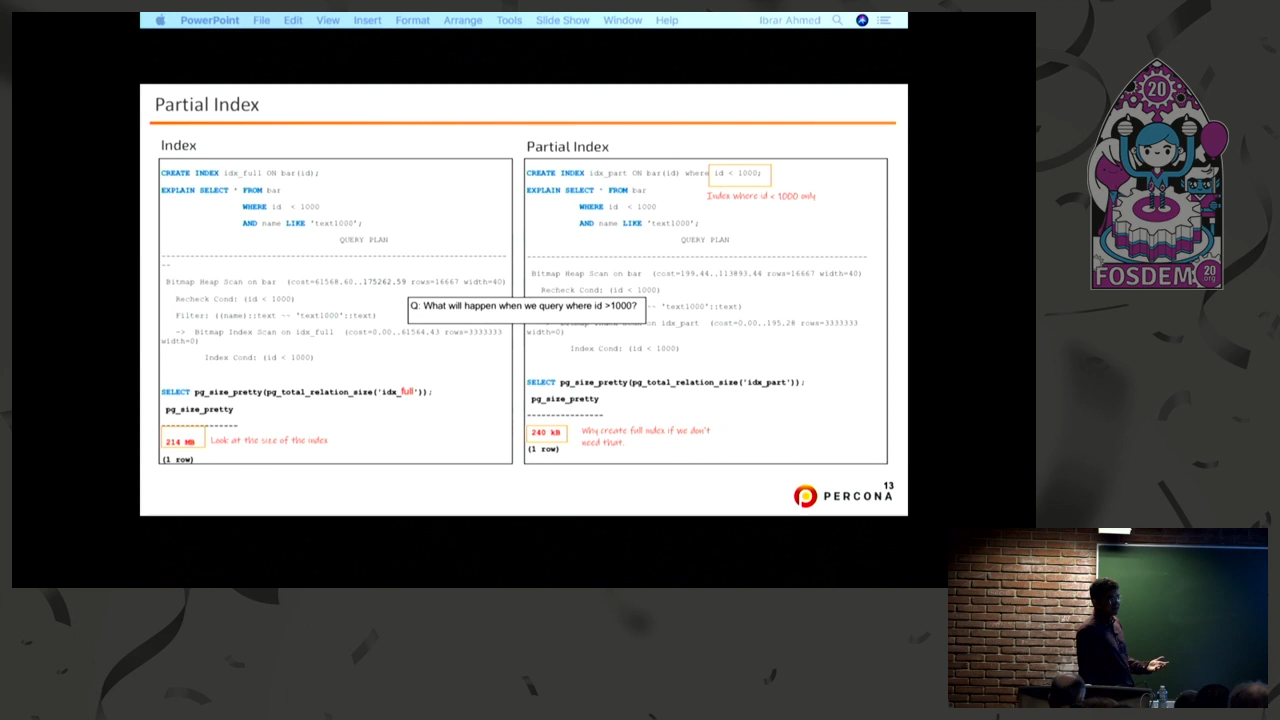 PowerPoint File Edit View Insert Format Arrange Tools Slide Show Window Help Ibrar Ahmed
Partial Index
Index
CREATE INDEX idx_full ON bar(id);
EXPLAIN SELECT * FROM bar
WHERE id < 1000
AND name LIKE 'text1000';
QUERY PLAN
--
Bitmap Heap Scan on bar (cost=61568.60..175262.59 rows=16667 width=40)
Recheck Cond: (id < 1000)
Filter: ((name)::text ~~ 'text1000'::text)
-> Bitmap Index Scan on idx_full (cost=0.00..61564.43 rows=3333333
width=0)
Index Cond: (id < 1000)
SELECT pg_size_pretty(pg_total_relation_size('idx_full'));
pg_size_pretty
----------------
214 MB
Look at the size of the index
(1 row)
Partial Index
CREATE INDEX idx_part ON bar(id) where id < 1000;
EXPLAIN SELECT * FROM bar
Index where id < 1000 only
WHERE id < 1000
AND name LIKE 'text1000';
QUERY PLAN
Bitmap Heap Scan on bar (cost=199.44..113893.44 rows=16667 width=40)
Recheck Cond: (id < 1000)
~~ 'text1000'::text)
on idx_part (cost=0.00..195.28 rows=3333333
width=0)
Index Cond: (id < 1000)
SELECT pg_size_pretty(pg_total_relation_size('idx_part'));
pg_size_pretty
----------------
240 kB
Why create full index if we don't
need that.
(1 row)
Q: What will happen when we query where id >1000?
13
PERCONA
20
FOSDEM
20
.org